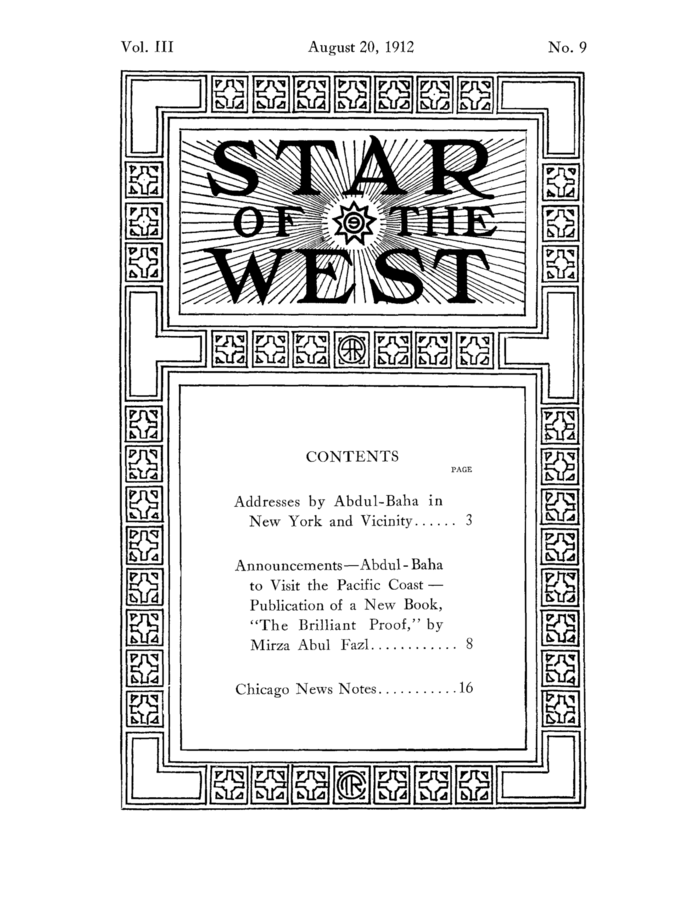 Vol. III August 20, 1912 No. 9
STAR
OF 9 THE
WEST
CONTENTS
PAGE
Addresses by Abdul-Baha in
New York and Vicinity...... 3
Announcements—Abdul-Baha
to Visit the Pacific Coast—
Publication of a New Book,
"The Brilliant Proof," by
Mirza Abul Fazl............ 8
Chicago News Notes...........16